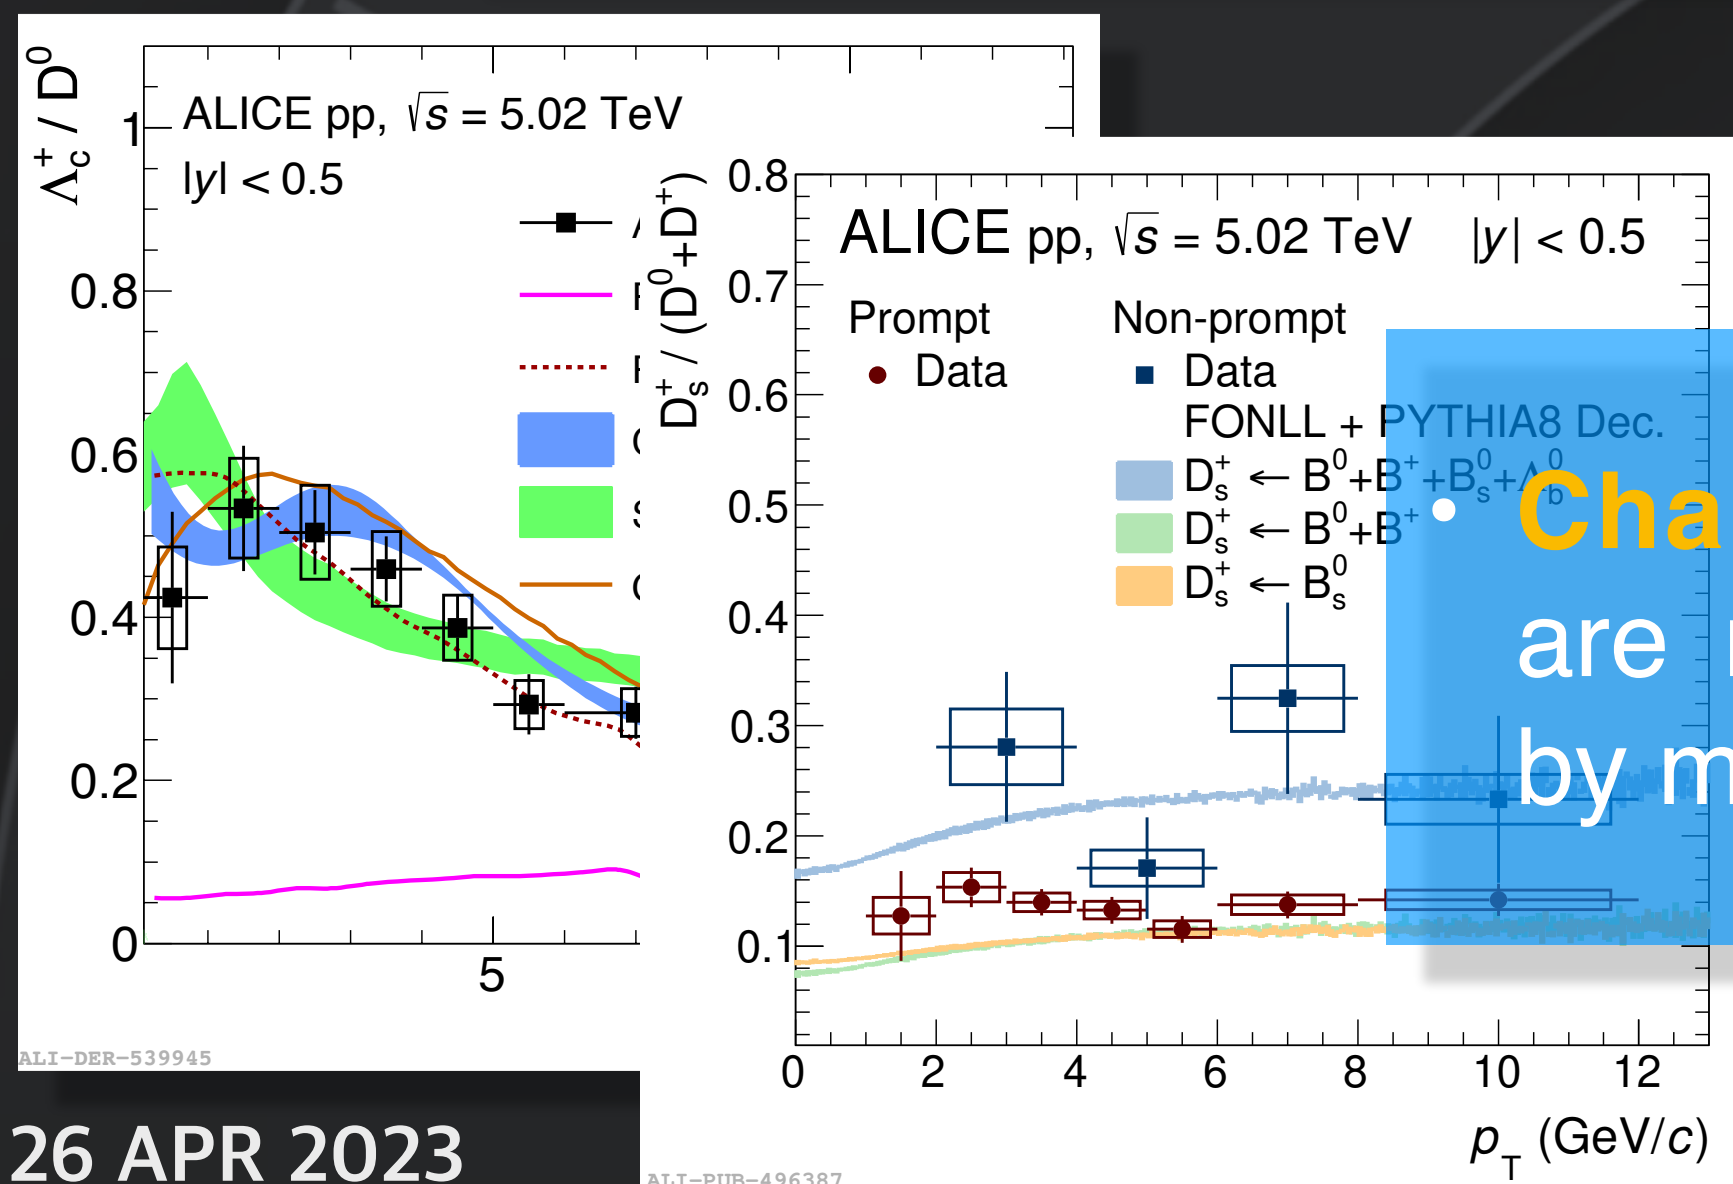 Λc+ / D0
ALICE pp, √s = 5.02 TeV
|y| < 0.5
1
0.8
0.6
0.4
0.2
0
5
ALI-DER-539945
26 APR 2023
Ds+ / (D0+D+)
0.8
0.7
0.6
0.5
0.4
0.3
0.2
0.1
ALICE pp, √s = 5.02 TeV |y| < 0.5
Prompt Non-prompt
Data Data
FONLL + PYTHIA8 Dec.
Ds+ ← B0+B++Bs0+Λb0
Ds+ ← B0+B+
Ds+ ← Bs0
0 2 4 6 8 10 12
pT (GeV/c)
ALI-PUB-496387
• Cha
are
by m